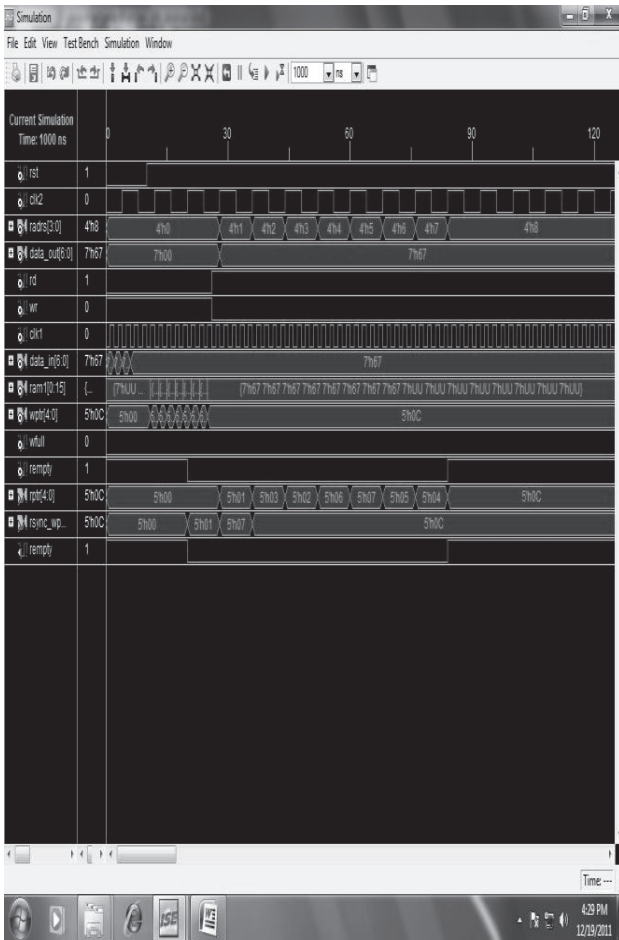 Simulation
File Edit View Test Bench Simulation Window
1000 ns
Current Simulation
Time: 1000 ns
0 30 60 90 120
rst 1
clk2 0
radrs[3:0] 4'h8 4'h0 4'h1 4'h2 4'h3 4'h4 4'h5 4'h6 4'h7 4'h8
data_out[6:0] 7'h67 7'h00 7'h67
rd 1
wr 0
clk1 0
data_in[6:0] 7'h67 7'h67
ram1[0:15] {... {7'hUU ... {7'h67 7'h67 7'h67 7'h67 7'h67 7'h67 7'h67 7'h67 7'hUU 7'hUU 7'hUU 7'hUU 7'hUU 7'hUU 7'hUU 7'hUU}
wptr[4:0] 5'h0C 5'h00 5'h0C
wfull 0
rempty 1
rptr[4:0] 5'h0C 5'h00 5'h01 5'h03 5'h02 5'h06 5'h07 5'h05 5'h04 5'h0C
rsync_wp... 5'h0C 5'h00 5'h01 5'h07 5'h0C
rempty 1
Time: ---
ISE
4:29 PM
12/19/2011